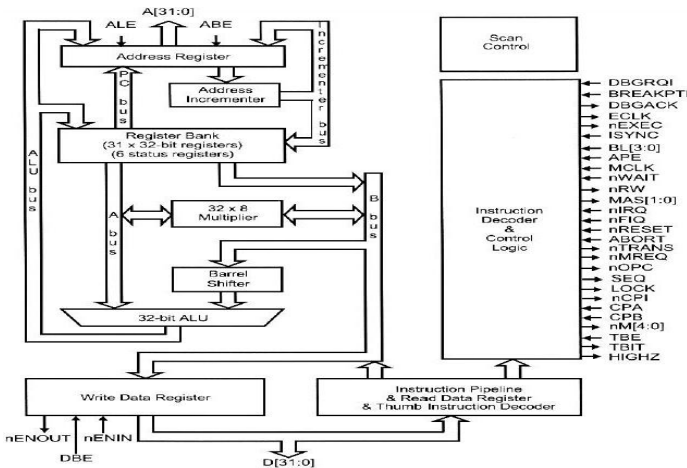 A[31:0]
ALE
ABE
Address Register
Incrementer bus
PC bus
Address
Incrementer
Register Bank
(31 x 32-bit registers)
(6 status registers)
ALU bus
A bus
32 x 8
Multiplier
B bus
Barrel
Shifter
32-bit ALU
Write Data Register
Instruction Pipeline
& Read Data Register
& Thumb Instruction Decoder
nENOUT
nENIN
DBE
D[31:0]
Scan
Control
Instruction
Decoder
&
Control
Logic
DBGRQI
BREAKPTI
DBGACK
ECLK
nEXEC
ISYNC
BL[3:0]
APE
MCLK
nWAIT
nRW
MAS[1:0]
nIRQ
nFIQ
nRESET
ABORT
nTRANS
nMREQ
nOPC
SEQ
LOCK
nCPI
CPA
CPB
nM[4:0]
TBE
TBIT
HIGHZ